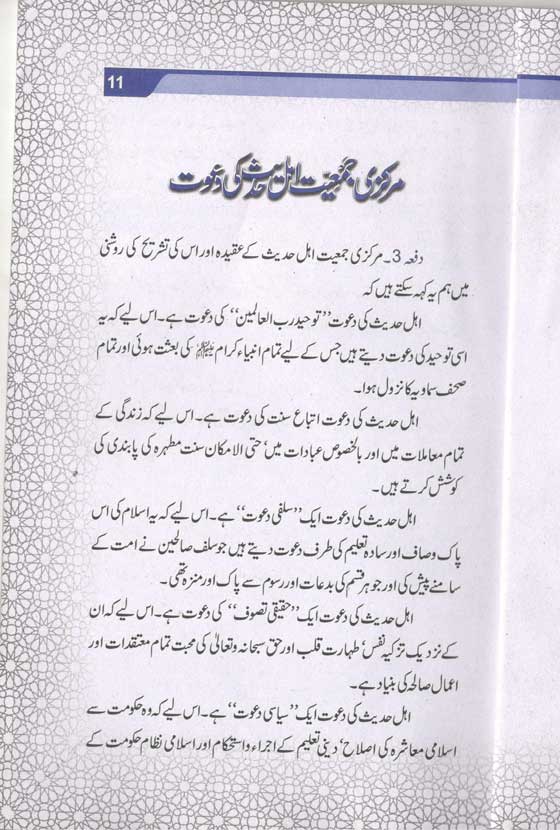 11
مرکزی جمعیت اہل حدیث کی دعوت
دفعہ 3۔ مرکزی جمعیت اہل حدیث کے عقیدہ اور اس کی تشریح کی روشنی
میں ہم یہ کہہ سکتے ہیں کہ
اہل حدیث کی دعوت ”توحید رب العالمین“ کی دعوت ہے۔ اس لیے کہ یہ
اسی توحید کی دعوت دیتے ہیں جس کے لیے تمام انبیاء کرام ﷺ کی بعثت ہوئی اور تمام
صحف سماویہ کا نزول ہوا۔
اہل حدیث کی دعوت اتباع سنت کی دعوت ہے۔ اس لیے کہ زندگی کے
تمام معاملات میں اور بالخصوص عبادات میں‘ حتی الامکان سنت مطہرہ کی پابندی کی
کوشش کرتے ہیں۔
اہل حدیث کی دعوت ایک ”سلفی دعوت“ ہے۔ اس لیے کہ یہ اسلام کی اس
پاک وصاف اور سادہ تعلیم کی طرف دعوت دیتے ہیں جو سلف صالحین نے امت کے
سامنے پیش کی اور جو ہر قسم کی بدعات اور رسوم سے پاک اور منزہ تھی۔
اہل حدیث کی دعوت ایک ”حقیقی تصوف“ کی دعوت ہے۔ اس لیے کہ ان
کے نزدیک تزکیہ نفس‘ طہارت قلب اور حق سبحانہ وتعالیٰ کی محبت تمام معتقدات اور
اعمال صالحہ کی بنیاد ہے۔
اہل حدیث کی دعوت ایک ”سیاسی دعوت“ ہے۔ اس لیے کہ وہ حکومت سے
اسلامی معاشرہ کی اصلاح‘ دینی تعلیم کے اجراء واستحکام اور اسلامی نظام حکومت کے